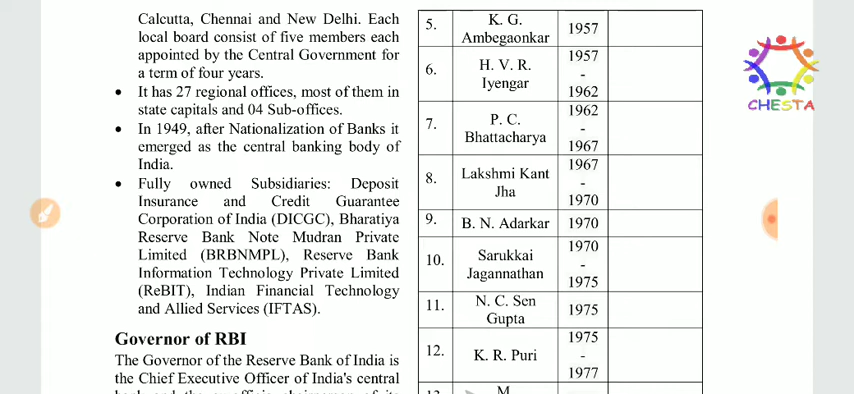 Calcutta, Chennai and New Delhi. Each
local board consist of five members each
appointed by the Central Government for
a term of four years.
• It has 27 regional offices, most of them in
state capitals and 04 Sub-offices.
• In 1949, after Nationalization of Banks it
emerged as the central banking body of
India.
• Fully owned Subsidiaries: Deposit
Insurance and Credit Guarantee
Corporation of India (DICGC), Bharatiya
Reserve Bank Note Mudran Private
Limited (BRBNMPL), Reserve Bank
Information Technology Private Limited
(ReBIT), Indian Financial Technology
and Allied Services (IFTAS).
Governor of RBI
The Governor of the Reserve Bank of India is
the Chief Executive Officer of India's central
5. K. G. Ambegaonkar 1957
6. H. V. R. Iyengar 1957 - 1962
7. P. C. Bhattacharya 1962 - 1967
8. Lakshmi Kant Jha 1967 - 1970
9. B. N. Adarkar 1970
10. Sarukkai Jagannathan 1970 - 1975
11. N. C. Sen Gupta 1975
12. K. R. Puri 1975 - 1977
M
CHESTA